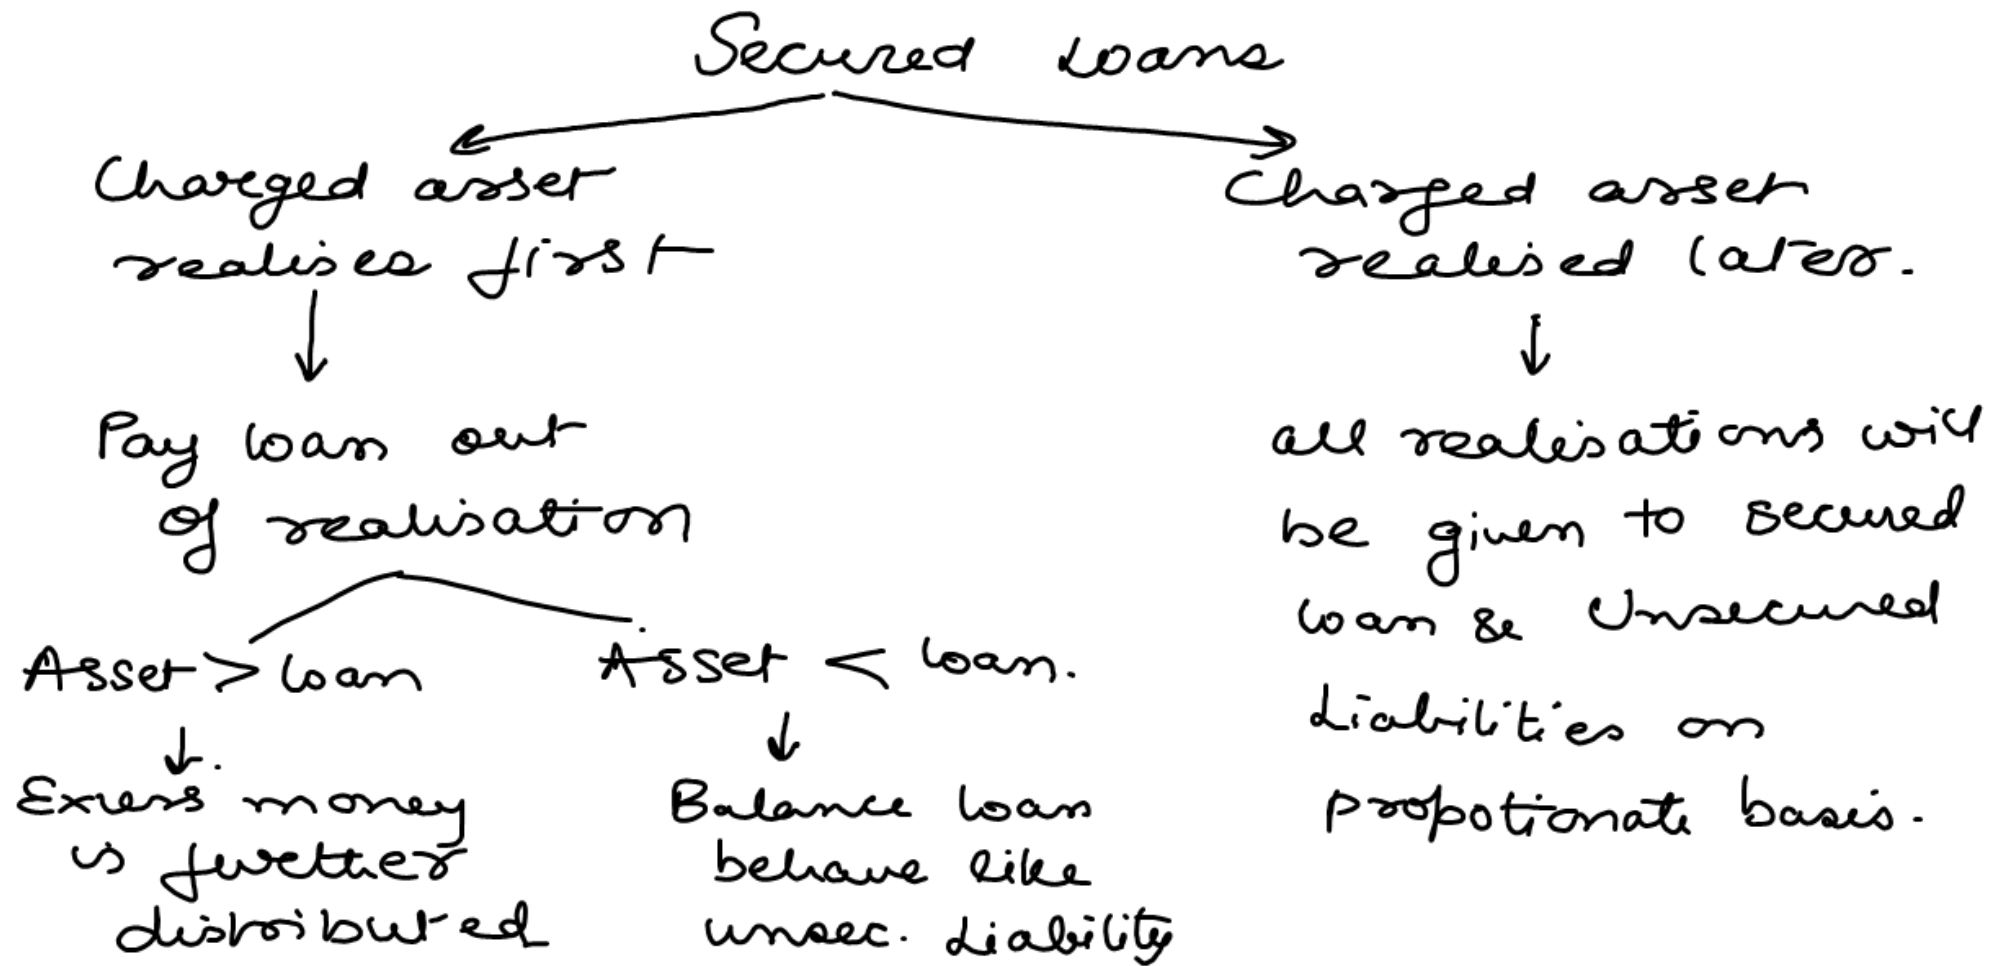 Secured Loans
Charged asset
realises first
Pay loan out
of realisation
Asset > loan
Excess money
is further
distributed
Asset < loan.
Balance loan
behave like
unsec. Liability
Charged asset
realised later.
all realisations will
be given to secured
loan & Unsecured
Liabilities on
propotionate basis.